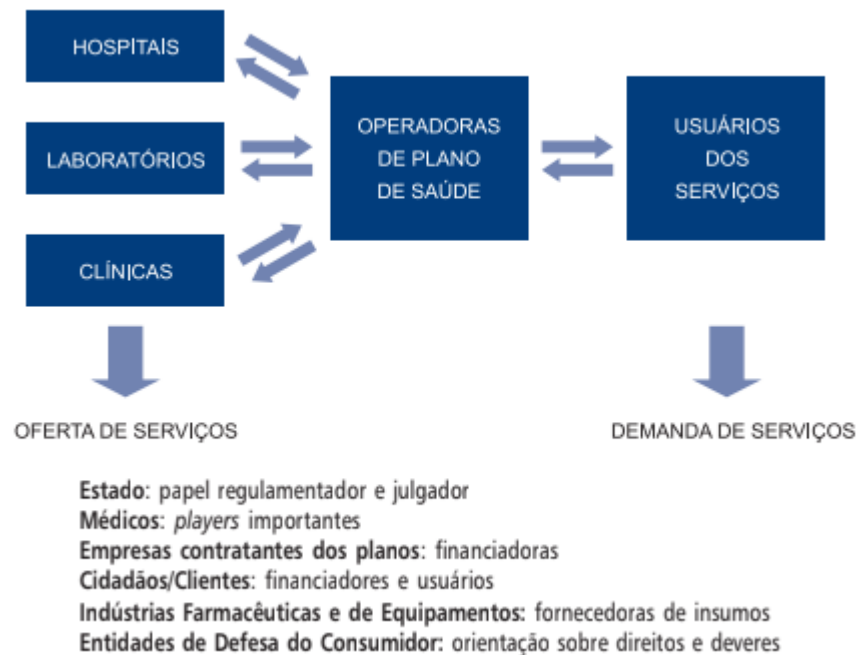 HOSPITAIS
LABORATÓRIOS
CLÍNICAS
OPERADORAS
DE PLANO
DE SAÚDE
USUÁRIOS
DOS
SERVIÇOS
OFERTA DE SERVIÇOS
DEMANDA DE SERVIÇOS
Estado: papel regulamentador e julgador
Médicos: players importantes
Empresas contratantes dos planos: financiadoras
Cidadãos/Clientes: financiadores e usuários
Indústrias Farmacêuticas e de Equipamentos: fornecedoras de insumos
Entidades de Defesa do Consumidor: orientação sobre direitos e deveres